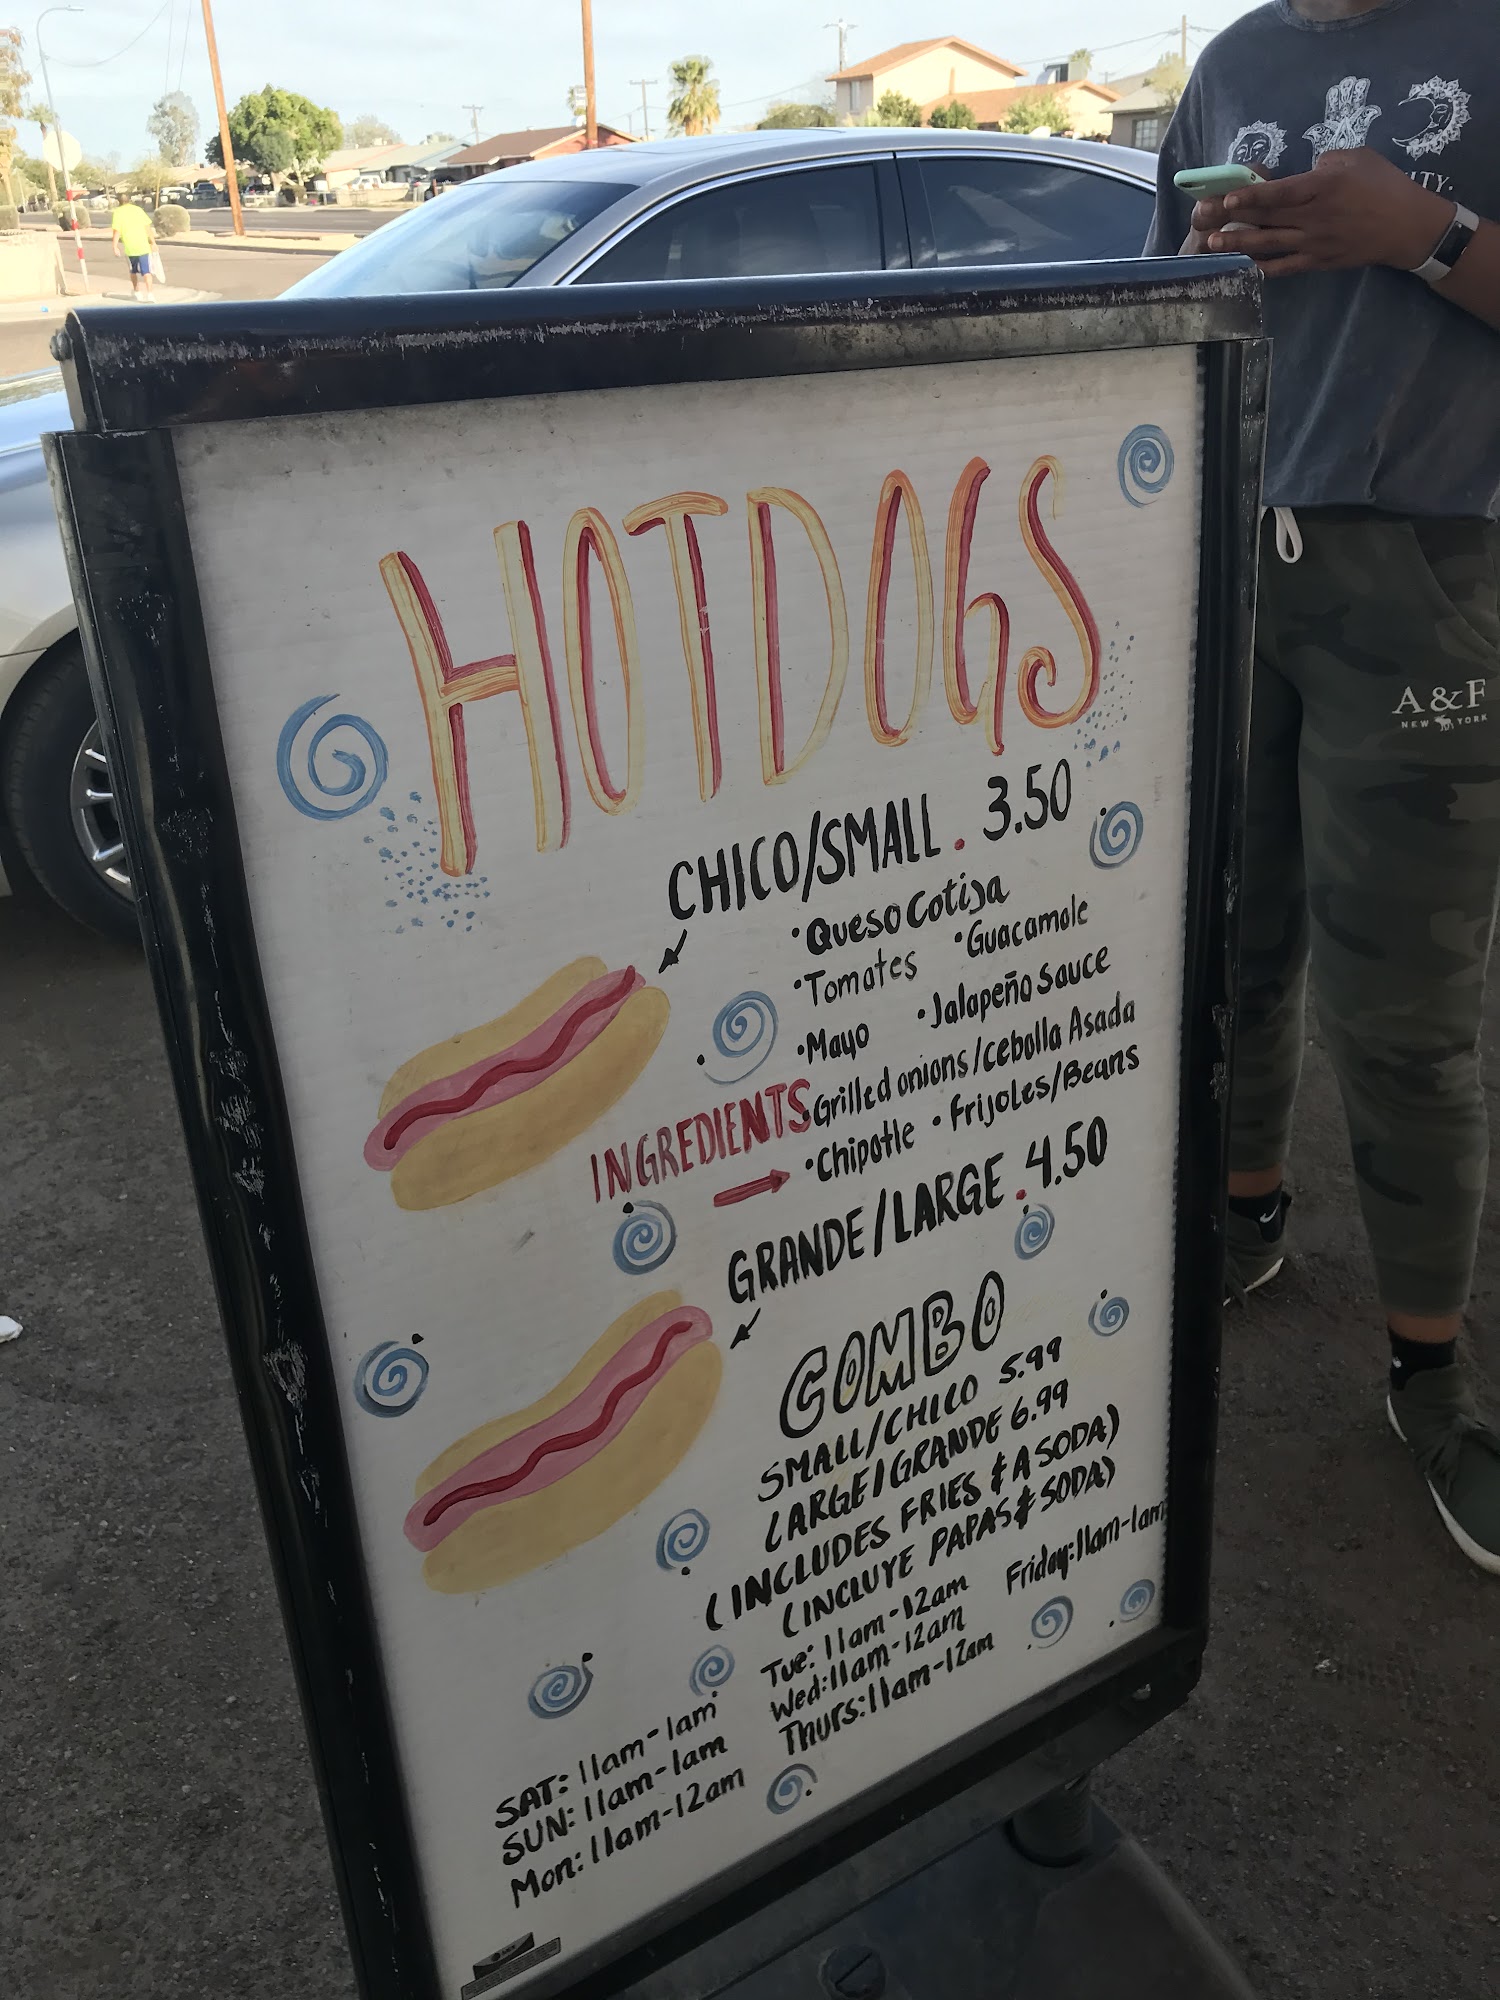 HOTDOGS
CHICO/SMALL . 3.50
• Queso Cotija
• Tomates • Guacamole
• Mayo • Jalapeño Sauce
INGREDIENTS • Grilled onions/cebolla Asada
• Chipotle • Frijoles/Beans
GRANDE/LARGE . 4.50
COMBO
SMALL/CHICO 5.99
LARGE/GRANDE 6.99
(INCLUDES FRIES & A SODA)
(INCLUYE PAPAS & SODA)
Tue: 11am-12am Friday: 11am-1am
Wed: 11am-12am
Thurs: 11am-12am
SAT: 11am-1am
SUN: 11am-1am
Mon: 11am-12am
A&F
NEW YORK